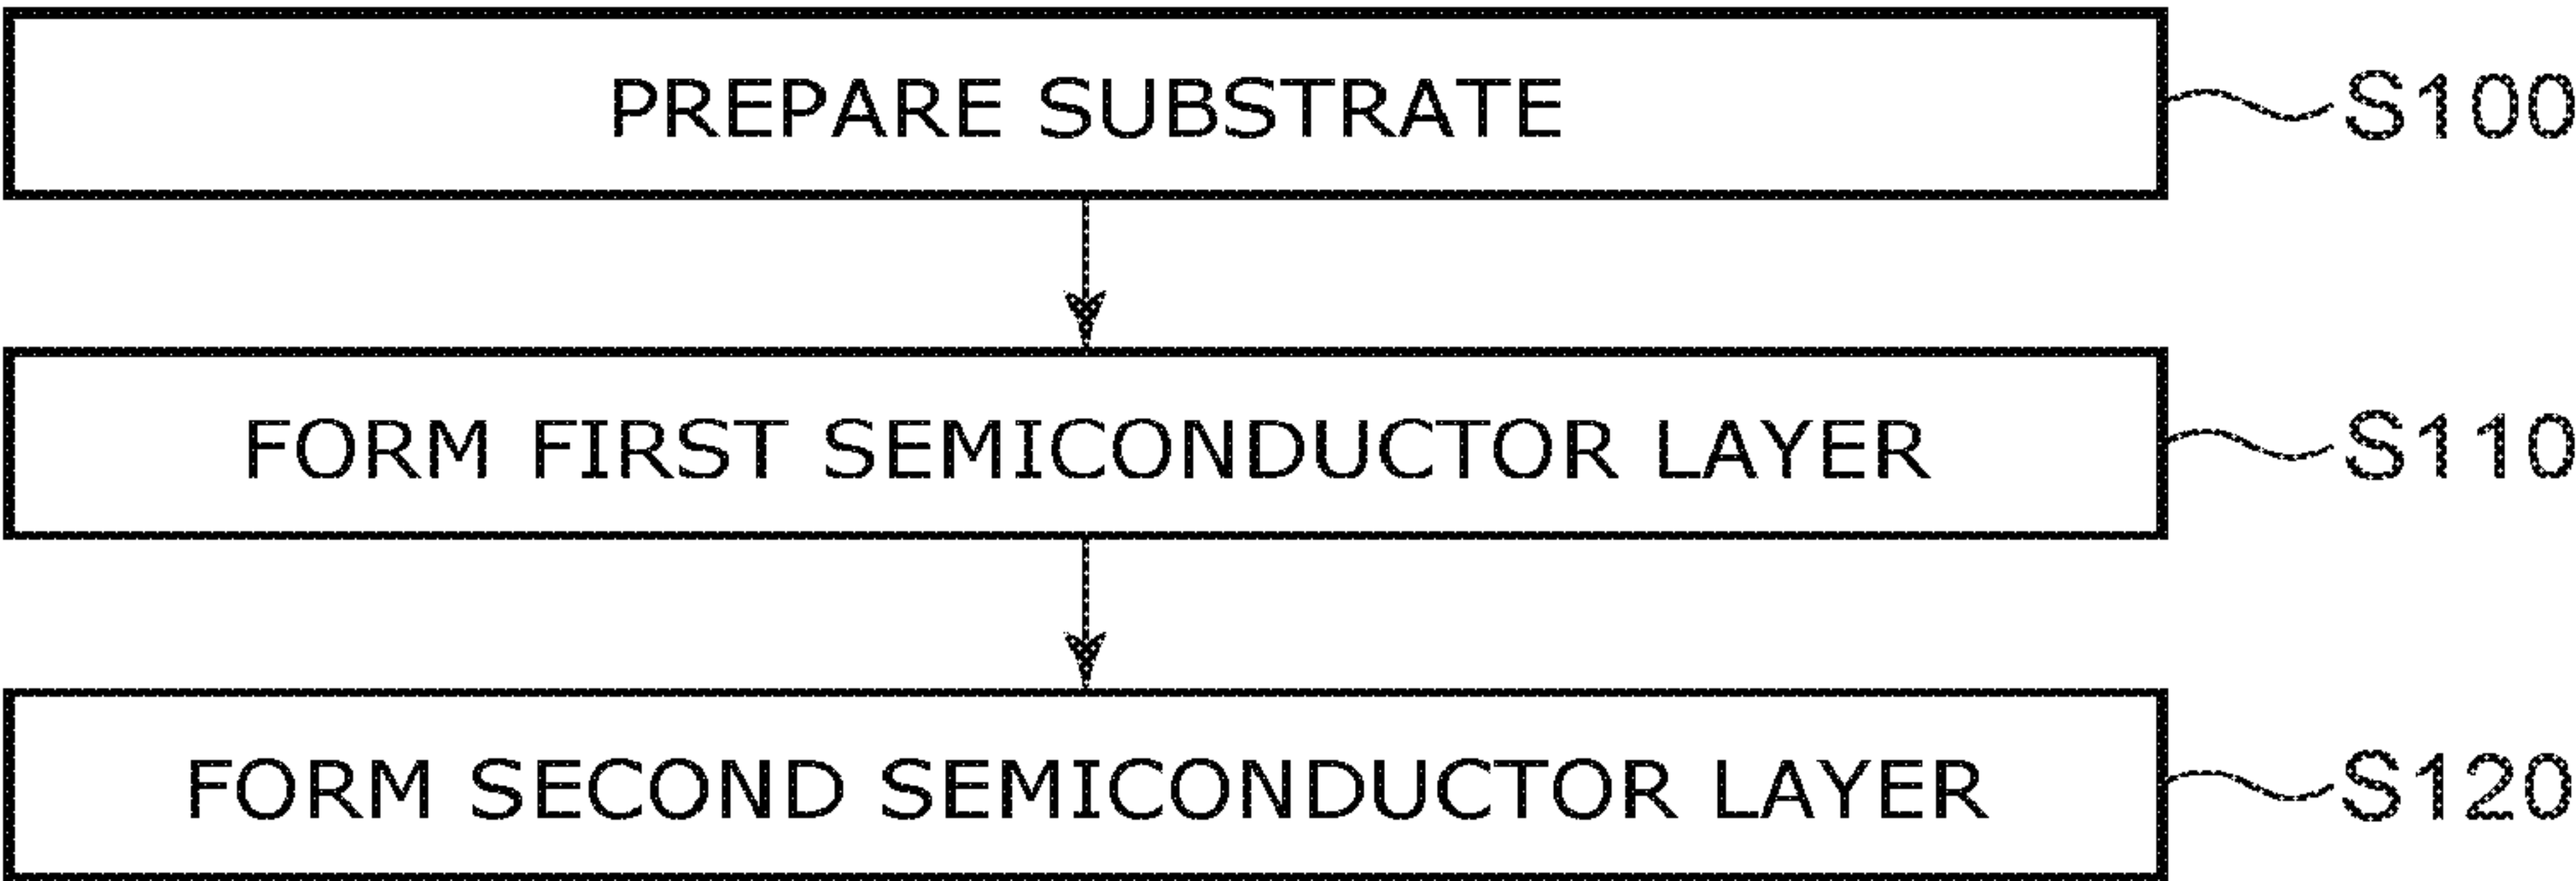 PREPARE SUBSTRATE S100
FORM FIRST SEMICONDUCTOR LAYER S110
FORM SECOND SEMICONDUCTOR LAYER S120